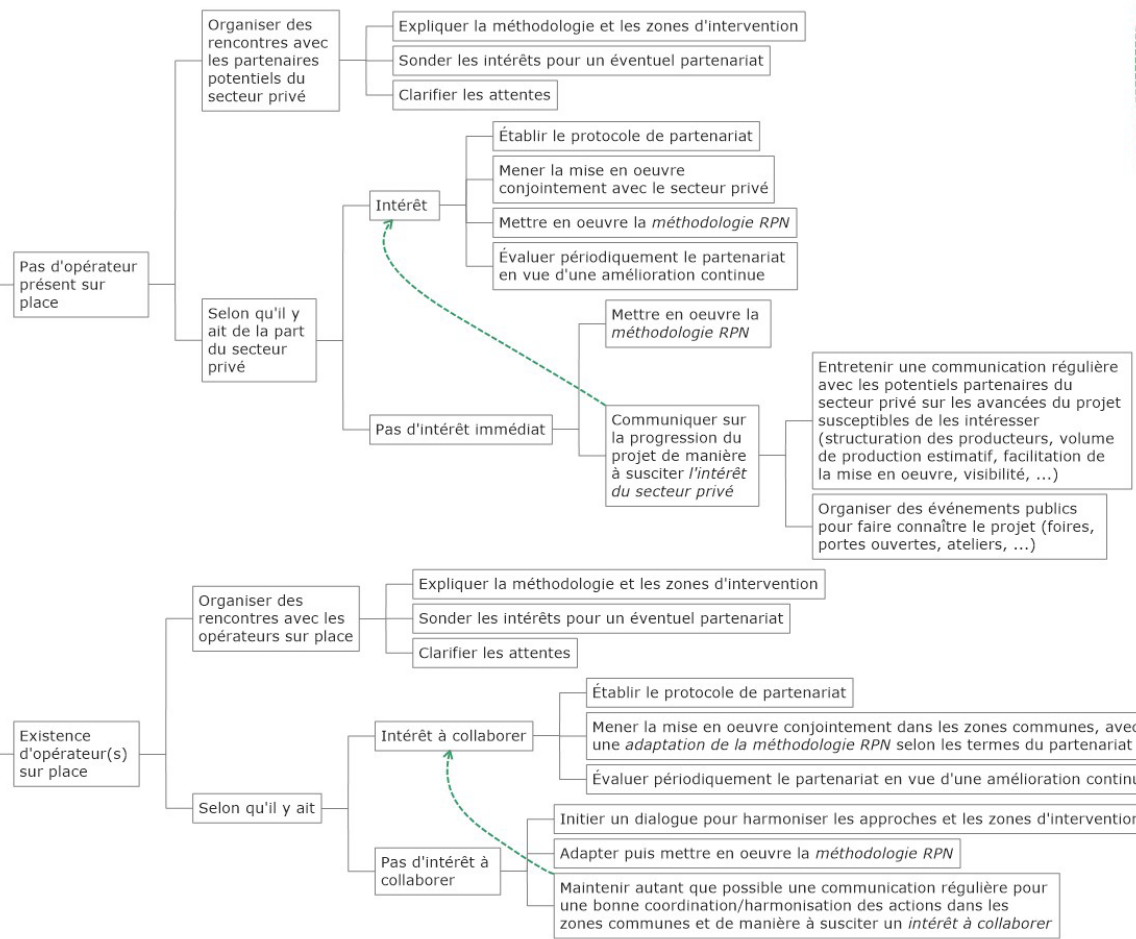 Pas d'opérateur
présent sur
place
Organiser des
rencontres avec
les partenaires
potentiels du
secteur privé
Expliquer la méthodologie et les zones d'intervention
Sonder les intérêts pour un éventuel partenariat
Clarifier les attentes
Selon qu'il y
ait de la part
du secteur
privé
Intérêt
Établir le protocole de partenariat
Mener la mise en oeuvre
conjointement avec le secteur privé
Mettre en oeuvre la méthodologie RPN
Évaluer périodiquement le partenariat
en vue d'une amélioration continue
Pas d'intérêt immédiat
Mettre en oeuvre la
méthodologie RPN
Communiquer sur
la progression du
projet de manière
à susciter l'intérêt
du secteur privé
Entretenir une communication régulière
avec les potentiels partenaires du
secteur privé sur les avancées du projet
susceptibles de les intéresser
(structuration des producteurs, volume
de production estimatif, facilitation de
la mise en oeuvre, visibilité, ...)
Organiser des événements publics
pour faire connaître le projet (foires,
portes ouvertes, ateliers, ...)
Existence
d'opérateur(s)
sur place
Organiser des
rencontres avec les
opérateurs sur place
Expliquer la méthodologie et les zones d'intervention
Sonder les intérêts pour un éventuel partenariat
Clarifier les attentes
Selon qu'il y ait
Intérêt à collaborer
Établir le protocole de partenariat
Mener la mise en oeuvre conjointement dans les zones communes, avec
une adaptation de la méthodologie RPN selon les termes du partenariat
Évaluer périodiquement le partenariat en vue d'une amélioration continu
Pas d'intérêt à
collaborer
Initier un dialogue pour harmoniser les approches et les zones d'intervention
Adapter puis mettre en oeuvre la méthodologie RPN
Maintenir autant que possible une communication régulière pour
une bonne coordination/harmonisation des actions dans les
zones communes et de manière à susciter un intérêt à collaborer